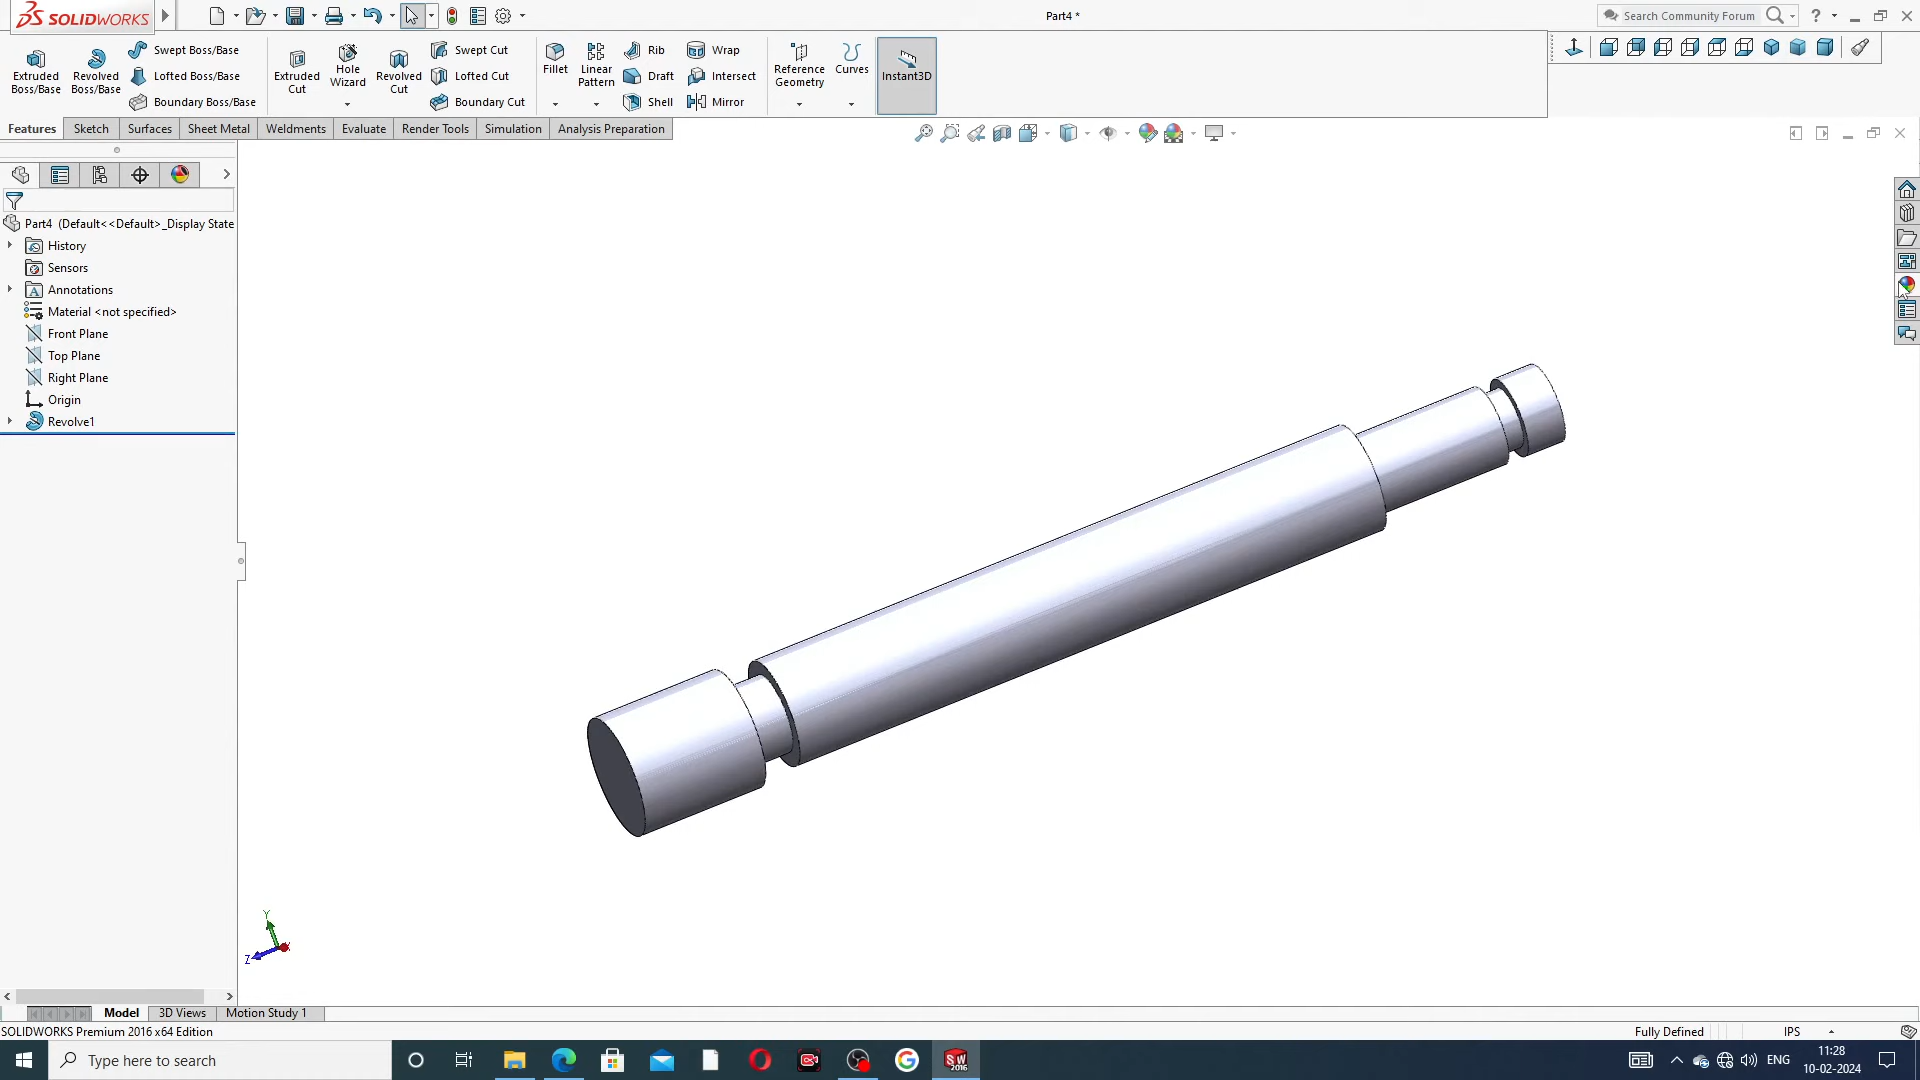 SOLIDWORKS
Part4 *
Search Community Forum
?
Extruded Boss/Base
Revolved Boss/Base
Swept Boss/Base
Lofted Boss/Base
Boundary Boss/Base
Extruded Cut
Hole Wizard
Revolved Cut
Swept Cut
Lofted Cut
Boundary Cut
Fillet
Linear Pattern
Rib
Draft
Shell
Wrap
Intersect
Mirror
Reference Geometry
Curves
Instant3D
Features
Sketch
Surfaces
Sheet Metal
Weldments
Evaluate
Render Tools
Simulation
Analysis Preparation
Part4 (Default<<Default>_Display State
History
Sensors
Annotations
Material <not specified>
Front Plane
Top Plane
Right Plane
Origin
Revolve1
Y
Z
X
Model
3D Views
Motion Study 1
SOLIDWORKS Premium 2016 x64 Edition
Fully Defined
IPS
Type here to search
SW 2016
ENG
11:28
10-02-2024